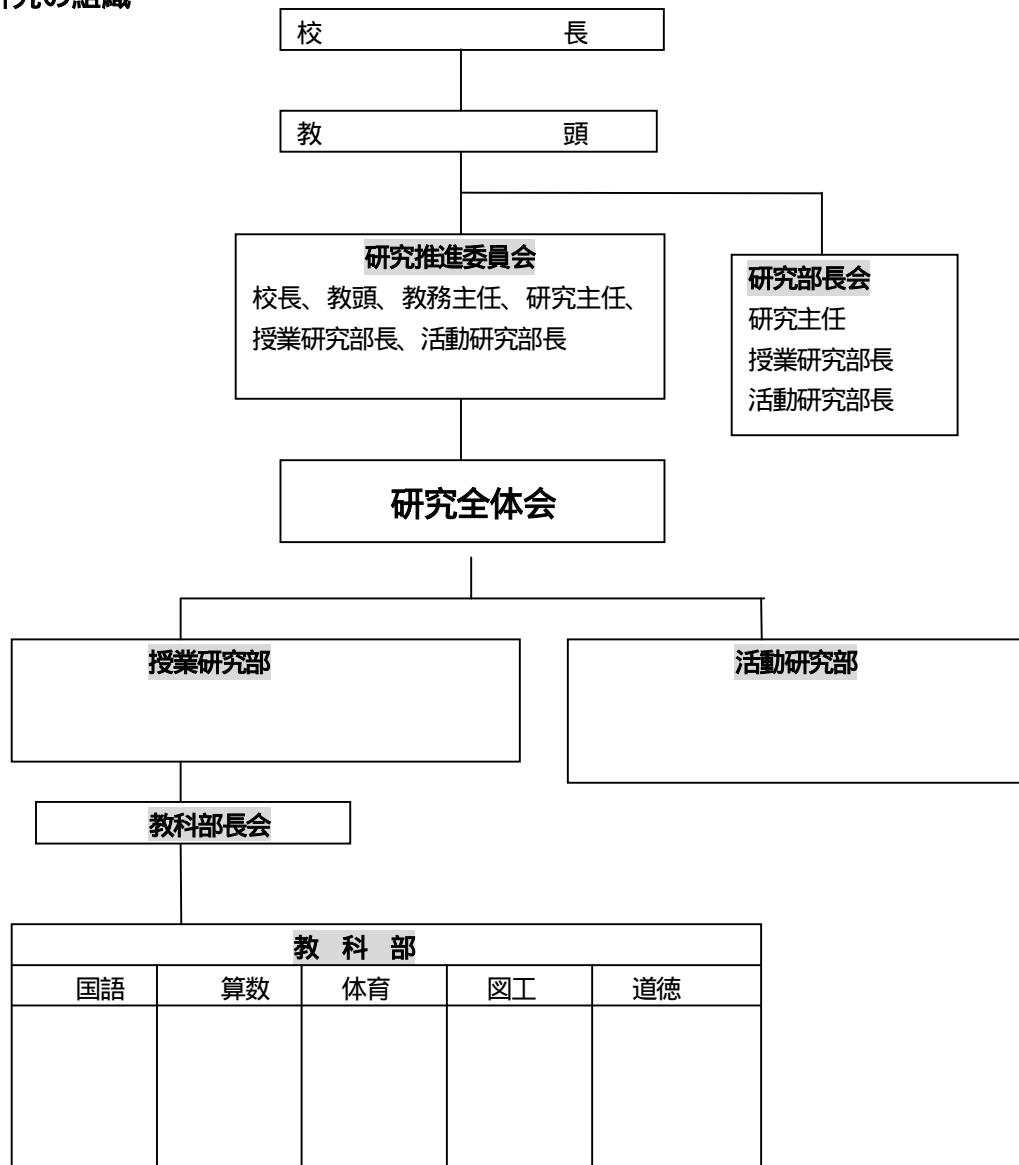 究の組織
校長
教頭
研究推進委員会
校長、教頭、教務主任、研究主任、
授業研究部長、活動研究部長
研究部長会
研究主任
授業研究部長
活動研究部長
研究全体会
授業研究部
活動研究部
教科部長会
教 科 部
国語 算数 体育 図工 道徳